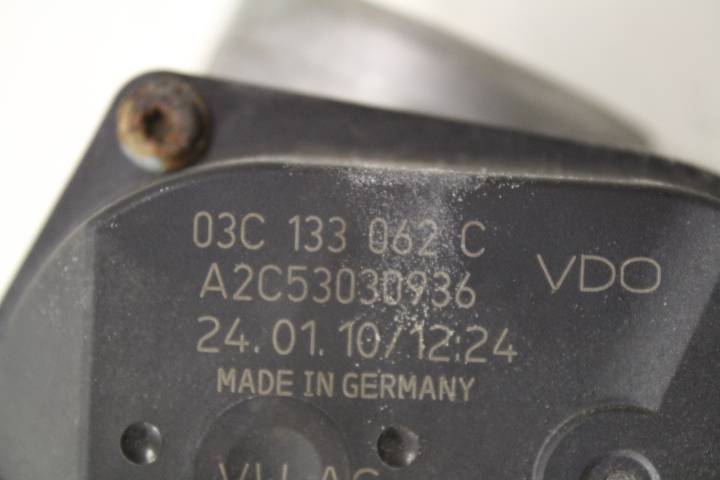 03C 133 062 C
VDO
A2C53030936
24.01.10/12:24
MADE IN GERMANY